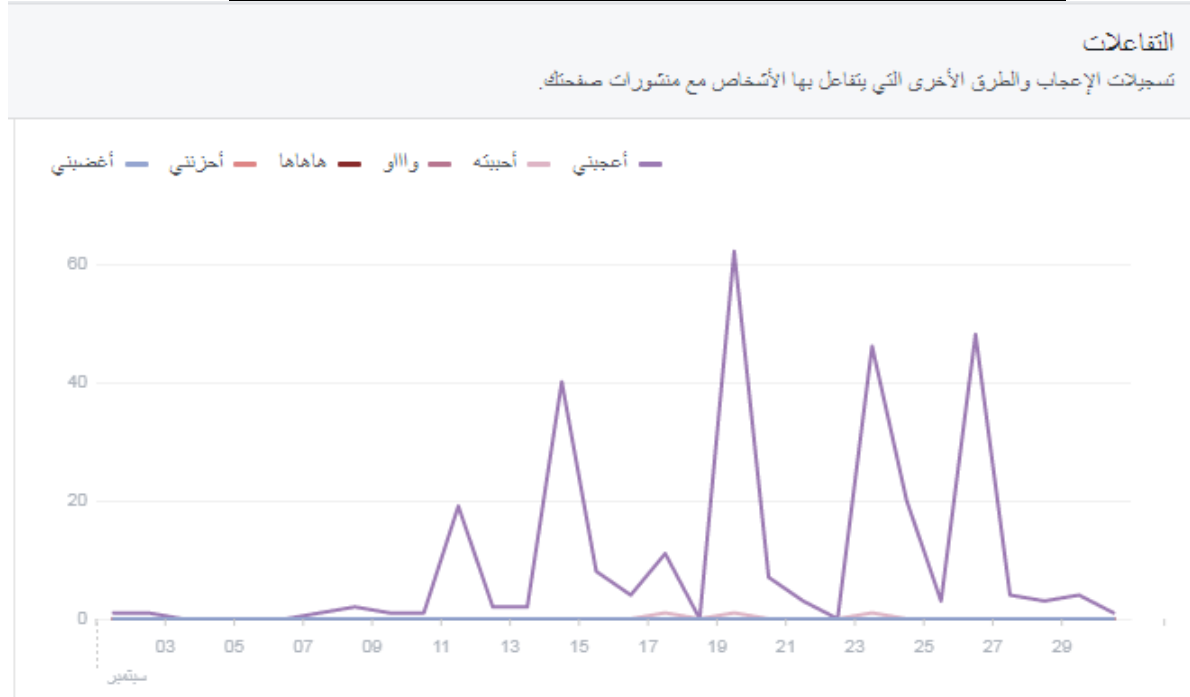 التفاعلات
تسجيلات الإعجاب والطرق الأخرى التي يتفاعل بها الأشخاص مع منشورات صفحتك.
أعجبني أحببته واااو هاهاها أحزنني أغضبني
60
40
20
0
03 05 07 09 11 13 15 17 19 21 23 25 27 29
سبتمبر